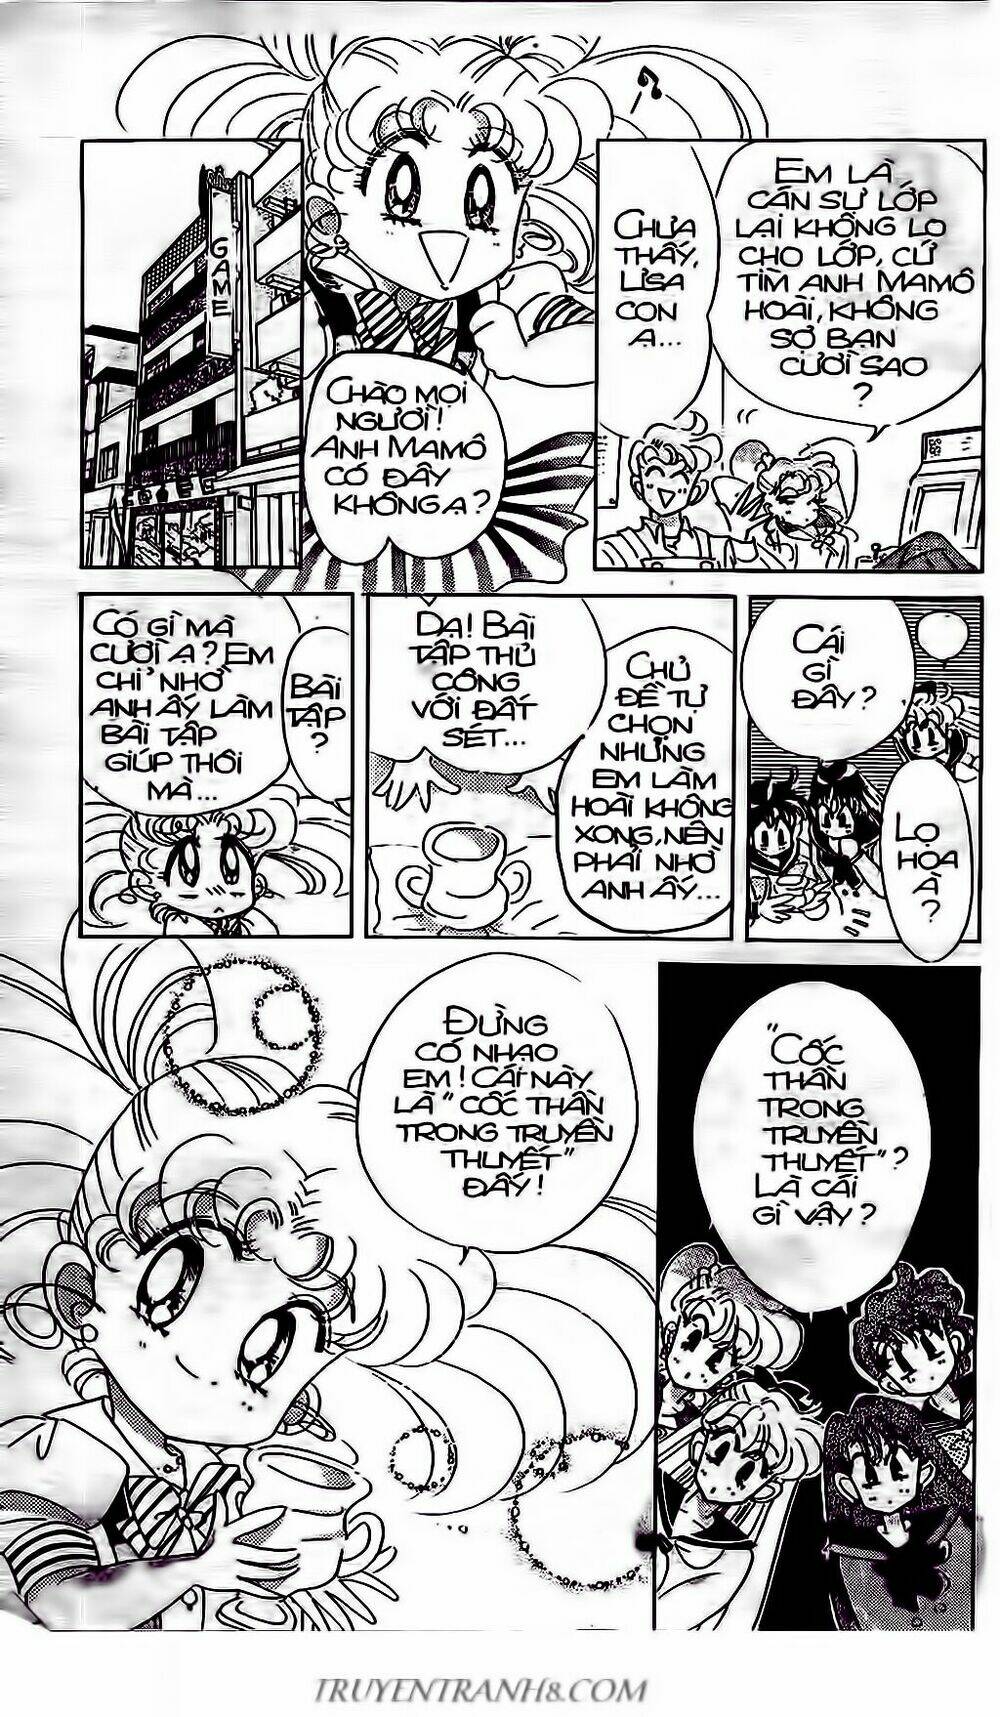 GAME
CHÀO MỌI
NGƯƠÌ!
ANH MAMÔ
CÓ ĐÂY
KHÔNG Ạ?
CHƯA
THẤY,
LISA
CON
Ạ...
EM LÀ
CÁN SỰ LỚP
LẠI KHÔNG LO
CHO LỚP, CỨ
TÌM ANH MAMÔ
HOÀI, KHÔNG
SỢ BẠN
CƯƠÌ SAO
?
CÓ GÌ MÀ
CƯƠÌ Ạ? EM
CHỈ NHỜ
ANH ẤY LÀM
BÀI TẬP
GIÚP THÔI
MÀ...
BÀI
TẬP
?
DẠ! BÀI
TẬP THỦ
CÔNG
VỚI ĐẤT
SÉT...
CHỦ
ĐỀ TỰ
CHỌN
NHƯNG
EM LÀM
HOÀI KHÔNG
XONG, NÊN
PHẢI NHỜ
ANH ẤY...
CÁI
GÌ
ĐÂY?
LỌ
HOA
À?
ĐỪNG
CÓ NHẠO
EM! CÁI NÀY
LÀ "CỐC THẦN
TRONG TRUYỀN
THUYẾT"
ĐẤY!
"CỐC
THẦN
TRONG
TRUYỀN
THUYẾT"?
LÀ CÁI
GÌ VẬY?
TRUYENTRANH8.COM